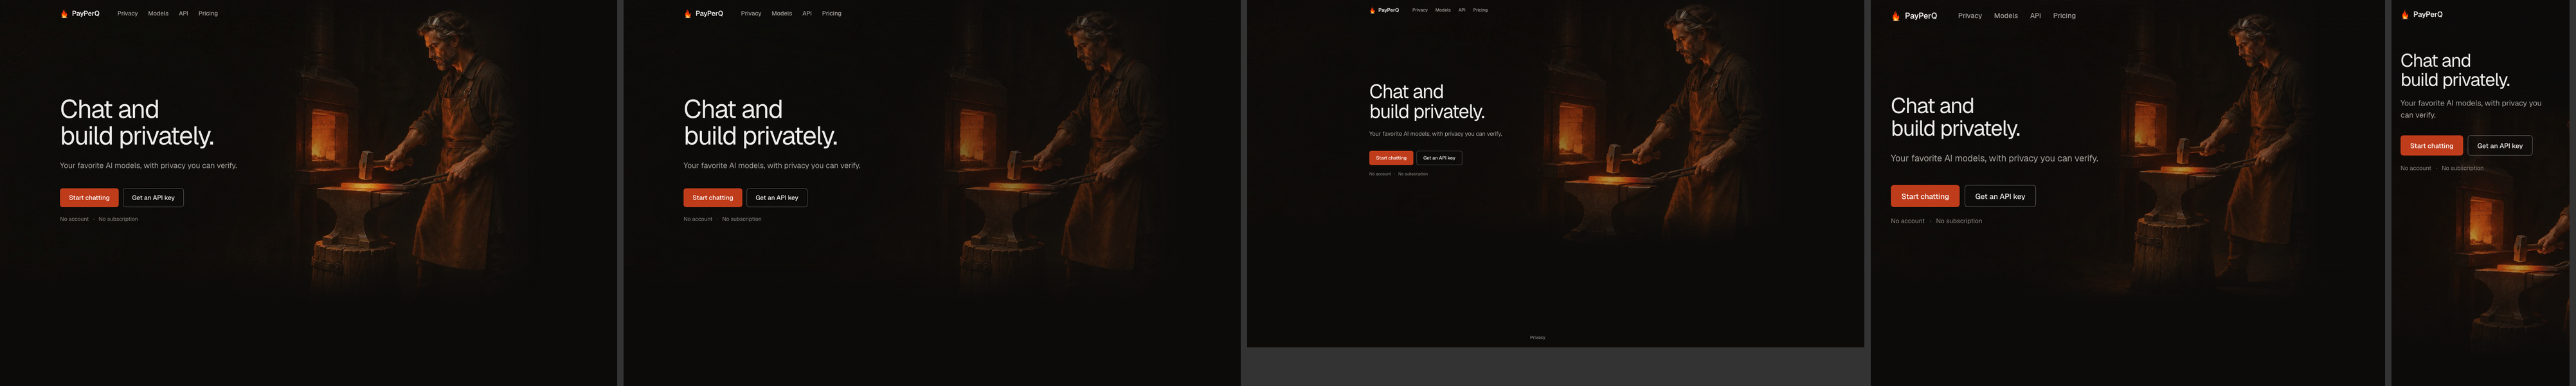 PayPerQ Privacy Models API Pricing
Chat and
build privately.
Your favorite AI models, with privacy you can verify.
Start chatting Get an API key
No account · No subscription
PayPerQ Privacy Models API Pricing
Chat and
build privately.
Your favorite AI models, with privacy you can verify.
Start chatting Get an API key
No account · No subscription
PayPerQ Privacy Models API Pricing
Chat and
build privately.
Your favorite AI models, with privacy you can verify.
Start chatting Get an API key
No account · No subscription
Privacy
PayPerQ Privacy Models API Pricing
Chat and
build privately.
Your favorite AI models, with privacy you can verify.
Start chatting Get an API key
No account · No subscription
PayPerQ
Chat and
build privately.
Your favorite AI models, with privacy you
can verify.
Start chatting Get an API key
No account · No subscription